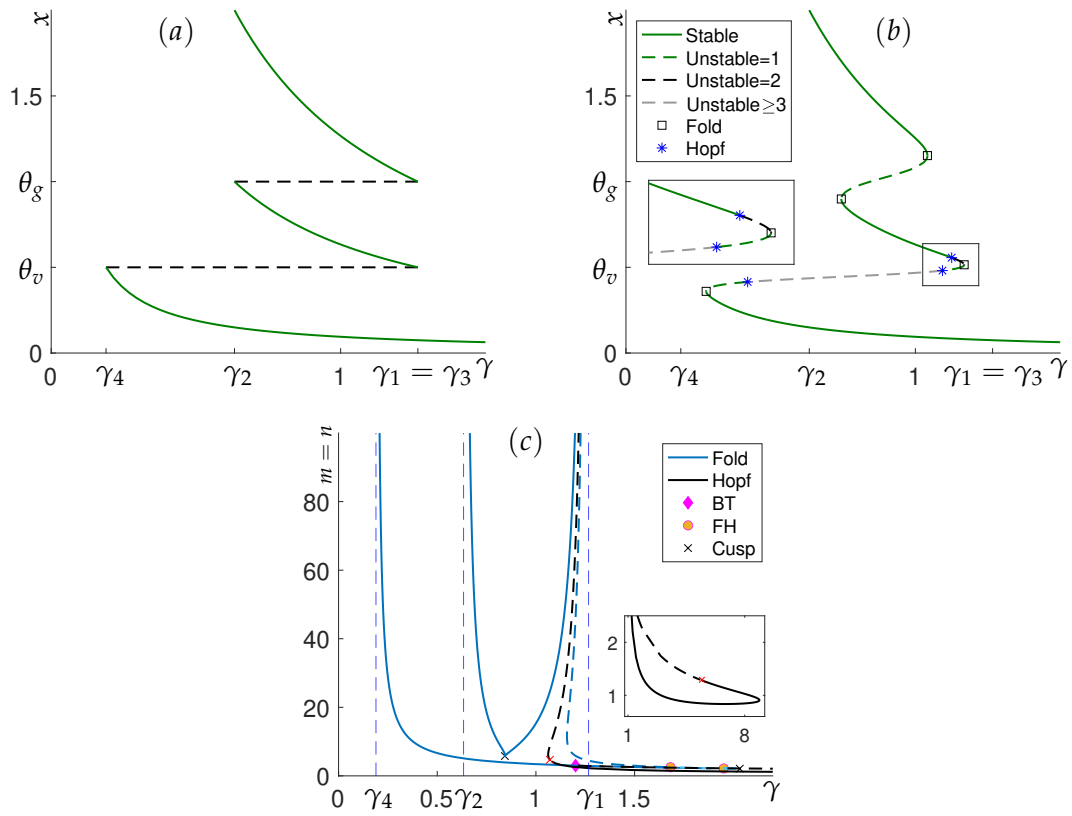 (a)
x
1.5
θg
θv
0
0
γ4
γ2
1
γ1 = γ3
γ
(b)
x
Stable
Unstable=1
Unstable=2
Unstable≥3
Fold
Hopf
1.5
θg
θv
0
0
γ4
γ2
1
γ1 = γ3
γ
(c)
m = n
80
60
40
20
0
0
γ4
0.5
γ2
1
γ1
1.5
γ
Fold
Hopf
BT
FH
Cusp
2
1
1
8